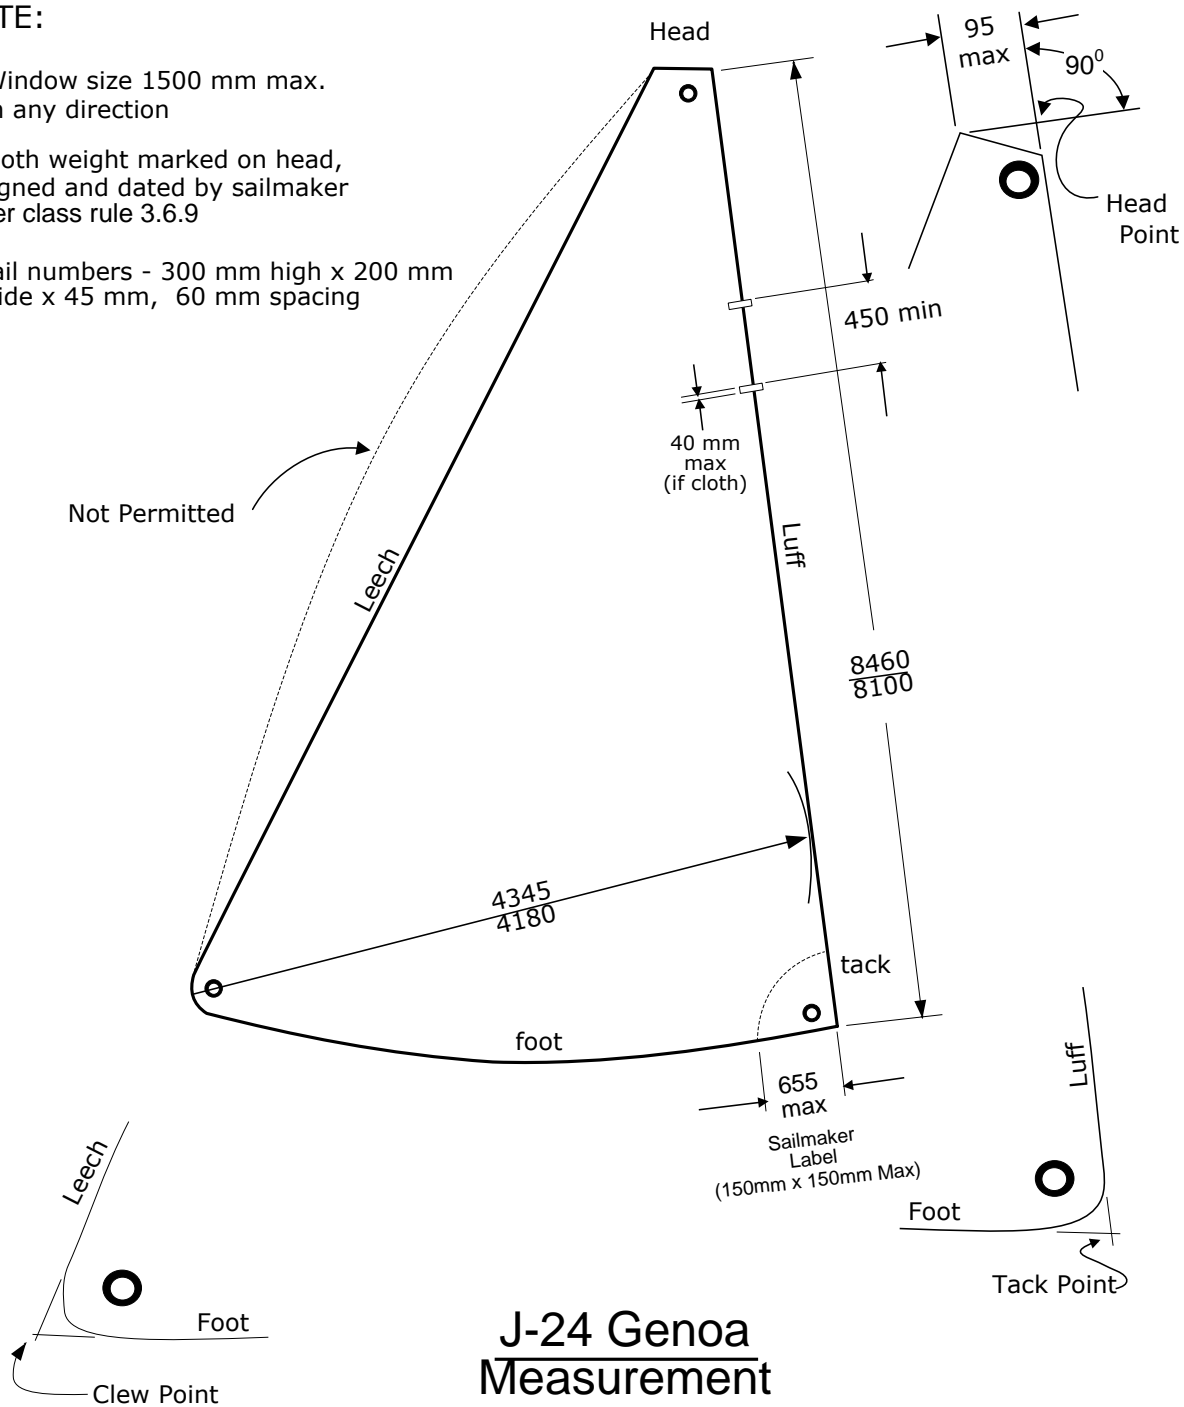 TE:
Window size 1500 mm max.
n any direction
oth weight marked on head,
gned and dated by sailmaker
er class rule 3.6.9
ail numbers - 300 mm high x 200 mm
ide x 45 mm, 60 mm spacing
Head
95
max
90⁰
Head
Point
450 min
40 mm
max
(if cloth)
Not Permitted
Leech
Luff
8460
8100
4345
4180
tack
foot
655
max
Sailmaker
Label
(150mm x 150mm Max)
Luff
Foot
Tack Point
Leech
Foot
Clew Point
J-24 Genoa
Measurement